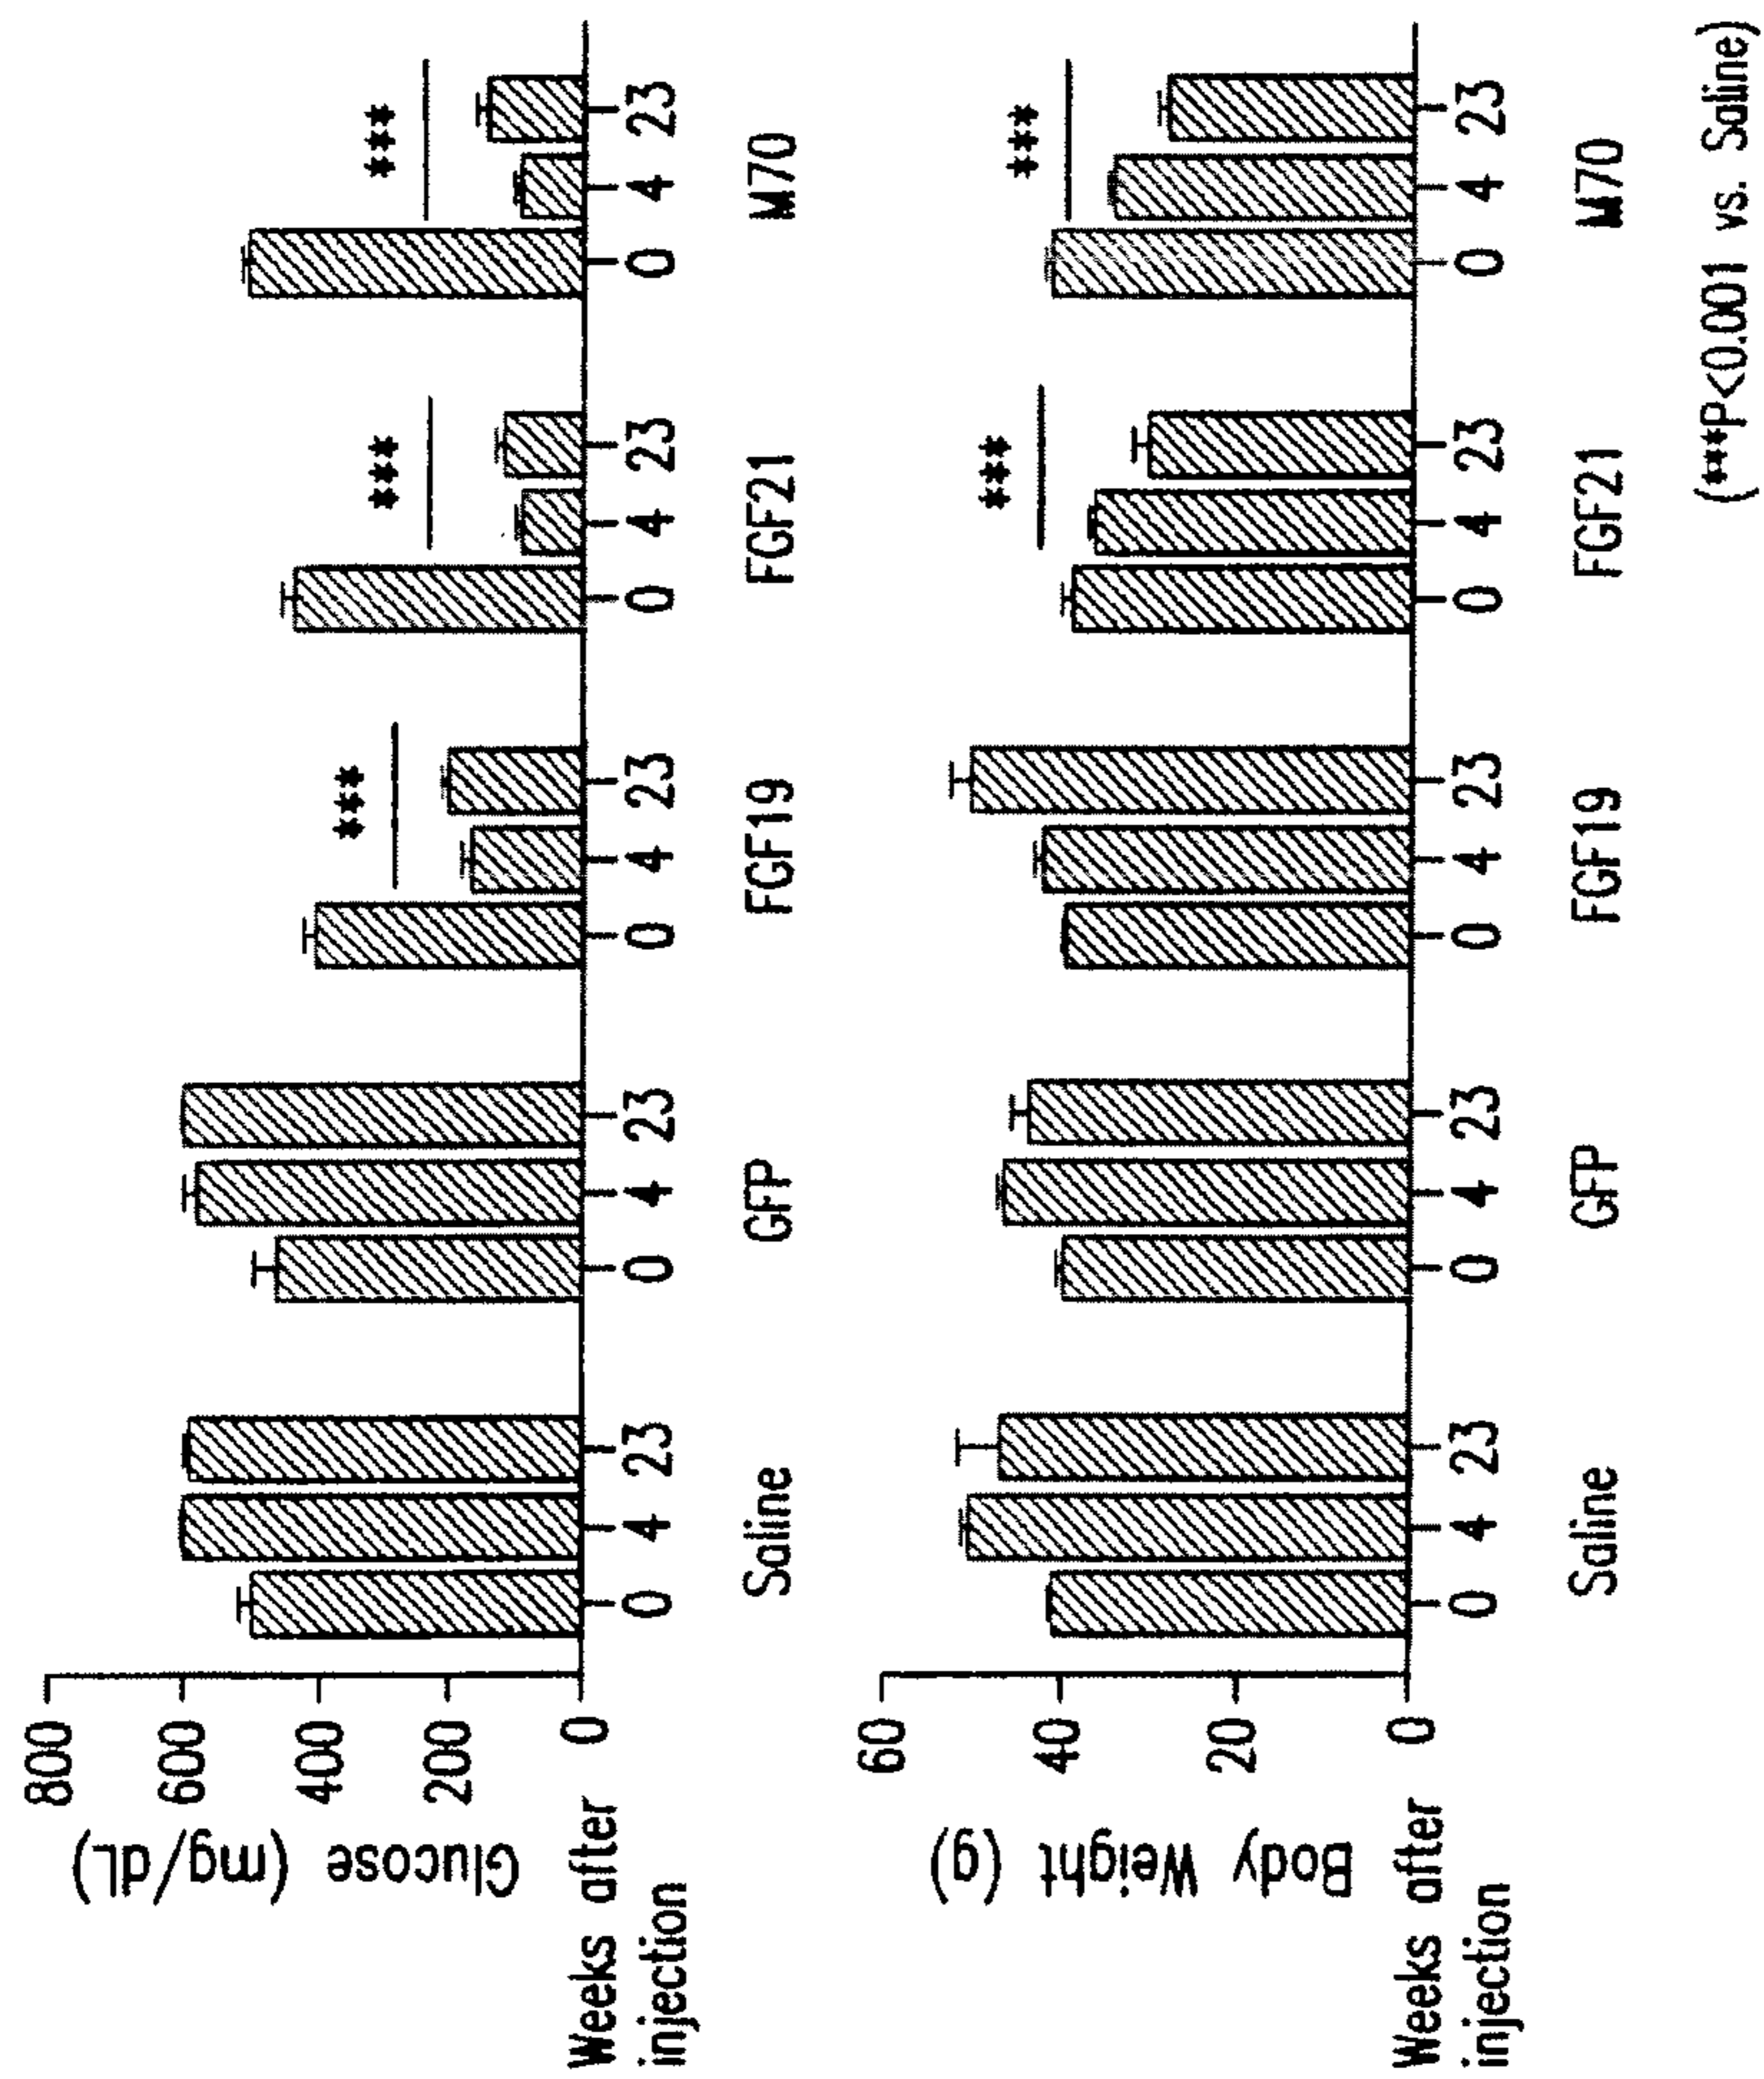 Glucose (mg/dL)
800
600
400
200
0
*** *** ***
Weeks after
injection
0 4 23 0 4 23 0 4 23 0 4 23 0 4 23
Saline GFP FGF19 FGF21 M70
Body Weight (g)
60
40
20
0
*** ***
Weeks after
injection
0 4 23 0 4 23 0 4 23 0 4 23 0 4 23
Saline GFP FGF19 FGF21 M70
(***P<0.001 vs. Saline)